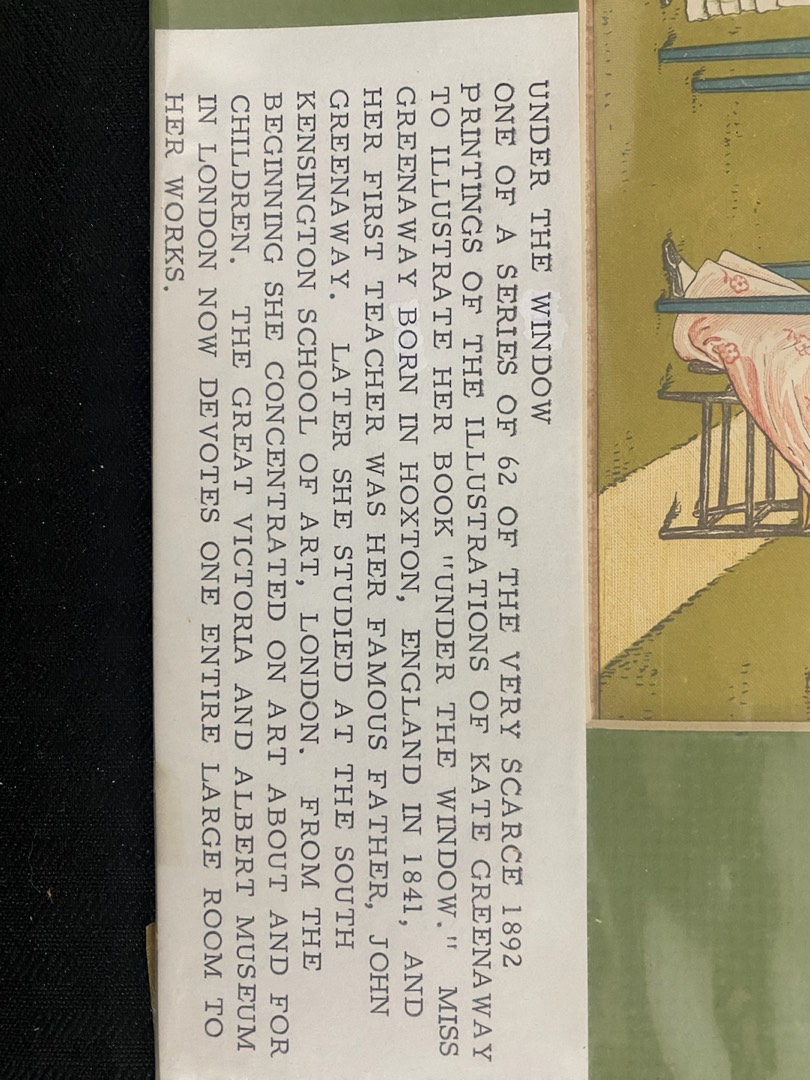 UNDER THE WINDOW
ONE OF A SERIES OF 62 OF THE VERY SCARCE 1892
PRINTINGS OF THE ILLUSTRATIONS OF KATE GREENAWAY
TO ILLUSTRATE HER BOOK "UNDER THE WINDOW."  MISS
GREENAWAY BORN IN HOXTON, ENGLAND IN 1841, AND
HER FIRST TEACHER WAS HER FAMOUS FATHER, JOHN
GREENAWAY.  LATER SHE STUDIED AT THE SOUTH
KENSINGTON SCHOOL OF ART, LONDON.  FROM THE
BEGINNING SHE CONCENTRATED ON ART ABOUT AND FOR
CHILDREN.  THE GREAT VICTORIA AND ALBERT MUSEUM
IN LONDON NOW DEVOTES ONE ENTIRE LARGE ROOM TO
HER WORKS.